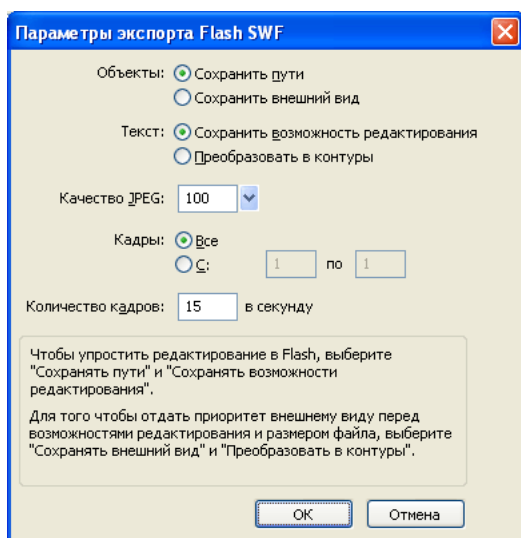 Параметры экспорта Flash SWF
Объекты: Сохранить пути
Сохранить внешний вид
Текст: Сохранить возможность редактирования
Преобразовать в контуры
Качество JPEG: 100
Кадры: Все
С: 1 по 1
Количество кадров: 15 в секунду
Чтобы упростить редактирование в Flash, выберите
"Сохранять пути" и "Сохранять возможности
редактирования".
Для того чтобы отдать приоритет внешнему виду перед
возможностями редактирования и размером файла, выберите
"Сохранять внешний вид" и "Преобразовать в контуры".
OK Отмена